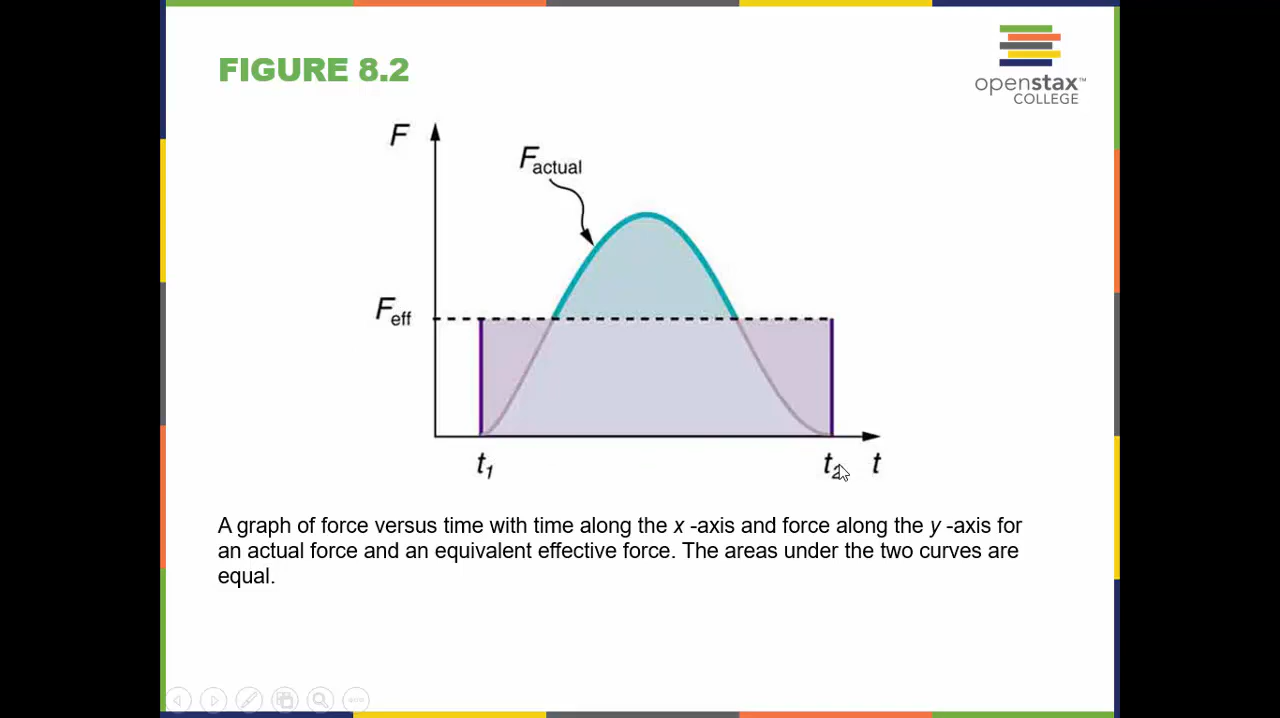 FIGURE 8.2
openstax™
COLLEGE
F
Factual
Feff
t1
t2
t
A graph of force versus time with time along the x -axis and force along the y -axis for
an actual force and an equivalent effective force. The areas under the two curves are
equal.